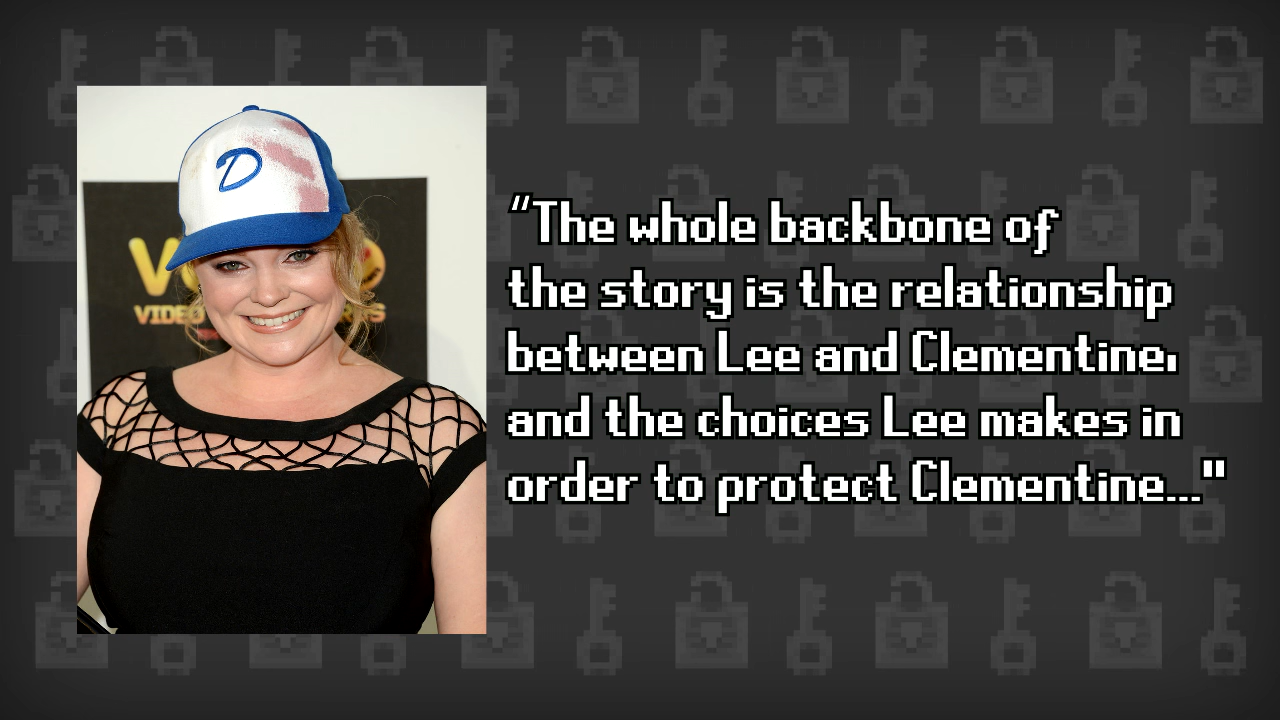 D
V
VIDEO
“The whole backbone of
the story is the relationship
between Lee and Clementine,
and the choices Lee makes in
order to protect Clementine..."